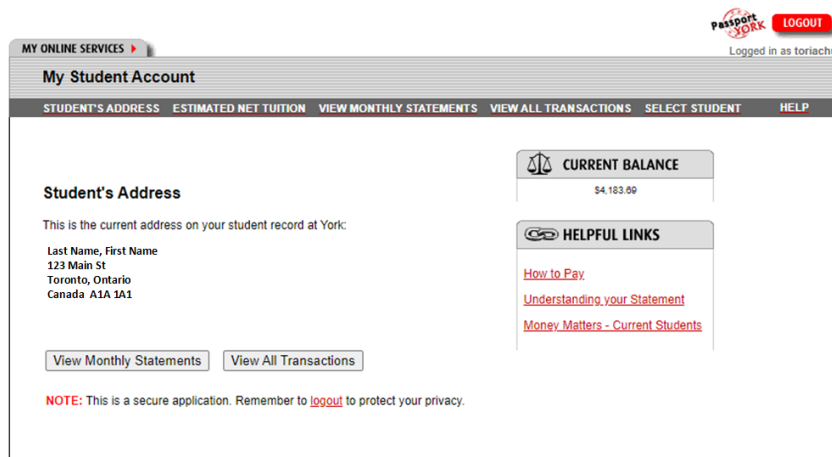 Passport YORK
LOGOUT
MY ONLINE SERVICES
Logged in as toriachu
My Student Account
STUDENT'S ADDRESS ESTIMATED NET TUITION VIEW MONTHLY STATEMENTS VIEW ALL TRANSACTIONS SELECT STUDENT HELP
CURRENT BALANCE
$4,183.69
Student's Address
This is the current address on your student record at York:
Last Name, First Name
123 Main St
Toronto, Ontario
Canada A1A 1A1
HELPFUL LINKS
How to Pay
Understanding your Statement
Money Matters - Current Students
View Monthly Statements View All Transactions
NOTE: This is a secure application. Remember to logout to protect your privacy.